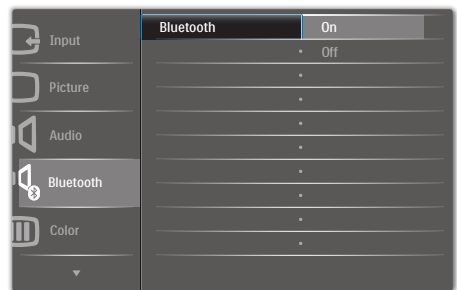 Input
Picture
Audio
Bluetooth
Color
Bluetooth On
Off